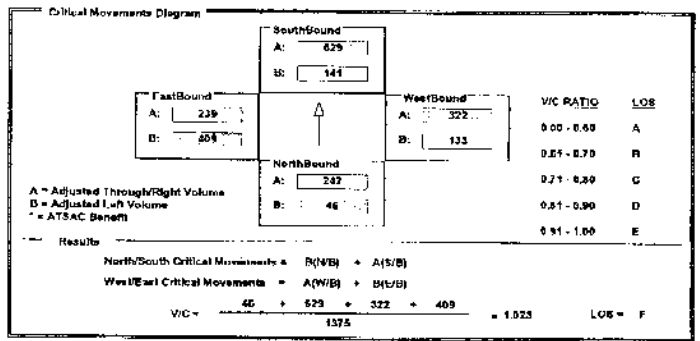 Critical Movements Diagram
SouthBound
A: 629
B: 141
EastBound
A: 239
B: 409
WestBound
A: 322
B: 133
NorthBound
A: 242
B: 46
V/C RATIO LOS
0.00 - 0.60 A
0.61 - 0.70 B
0.71 - 0.80 C
0.81 - 0.90 D
0.91 - 1.00 E
A = Adjusted Through/Right Volume
B = Adjusted Left Volume
* = ATSAC Benefit
Results
North/South Critical Movements = B(N/B) + A(S/B)
West/East Critical Movements = A(W/B) + B(E/B)
V/C = 46 + 629 + 322 + 409 = 1.023 LOS = F
1375